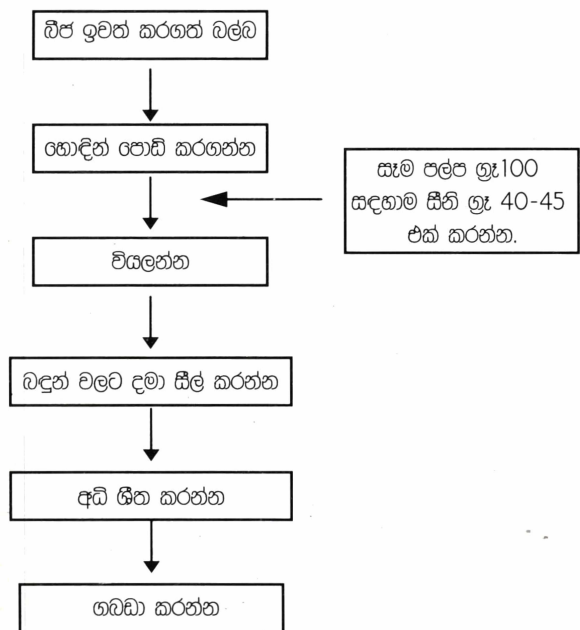 බීජ ඉවත් කරගත් බල්බ
හොඳින් පොඩි කරගන්න
සෑම පල්ප ග්‍රෑ100
සඳහාම සීනි ග්‍රෑ 40-45
එක් කරන්න.
වියලන්න
බඳුන් වලට දමා සීල් කරන්න
අධි ශීත කරන්න
ගබඩා කරන්න